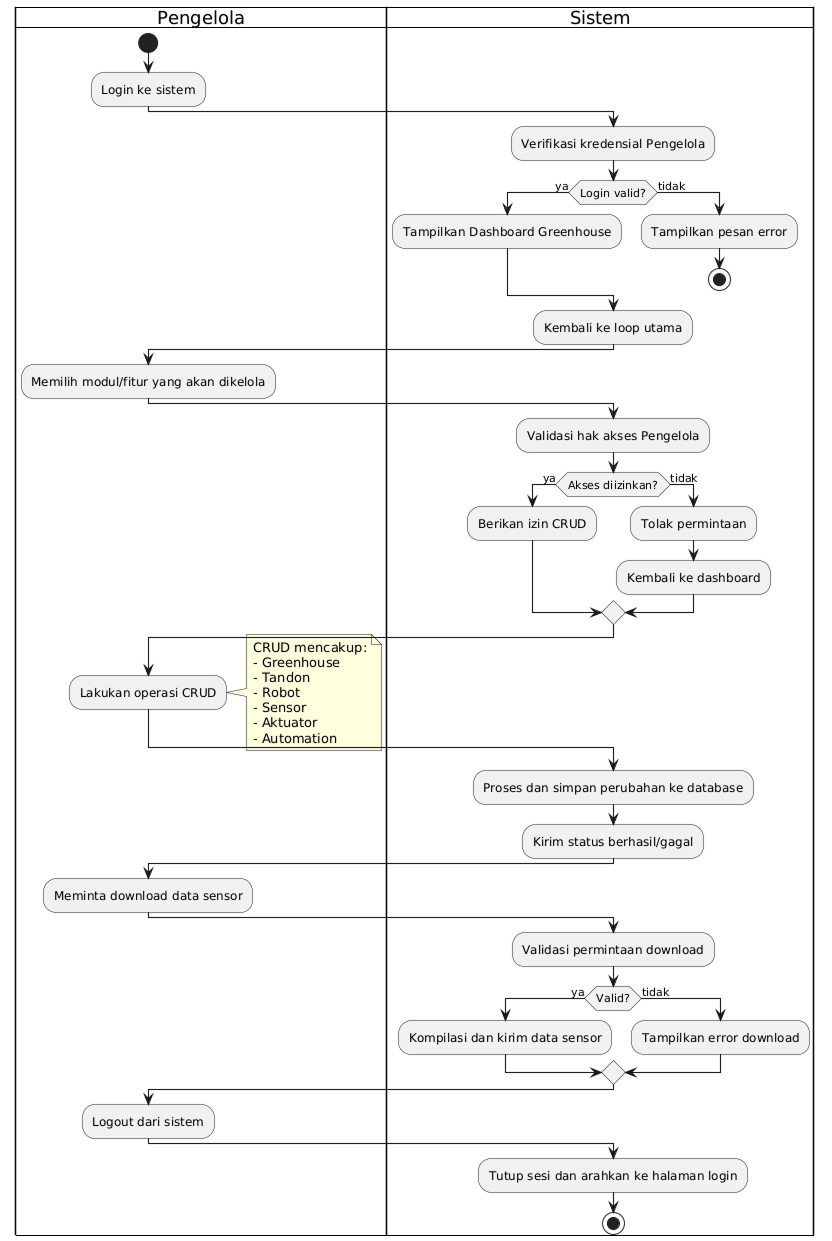 Pengelola
Sistem
Login ke sistem
Verifikasi kredensial Pengelola
ya
Login valid?
tidak
Tampilkan Dashboard Greenhouse
Tampilkan pesan error
Kembali ke loop utama
Memilih modul/fitur yang akan dikelola
Validasi hak akses Pengelola
ya
Akses diizinkan?
tidak
Berikan izin CRUD
Tolak permintaan
Kembali ke dashboard
Lakukan operasi CRUD
CRUD mencakup:
- Greenhouse
- Tandon
- Robot
- Sensor
- Aktuator
- Automation
Proses dan simpan perubahan ke database
Kirim status berhasil/gagal
Meminta download data sensor
Validasi permintaan download
ya
Valid?
tidak
Kompilasi dan kirim data sensor
Tampilkan error download
Logout dari sistem
Tutup sesi dan arahkan ke halaman login